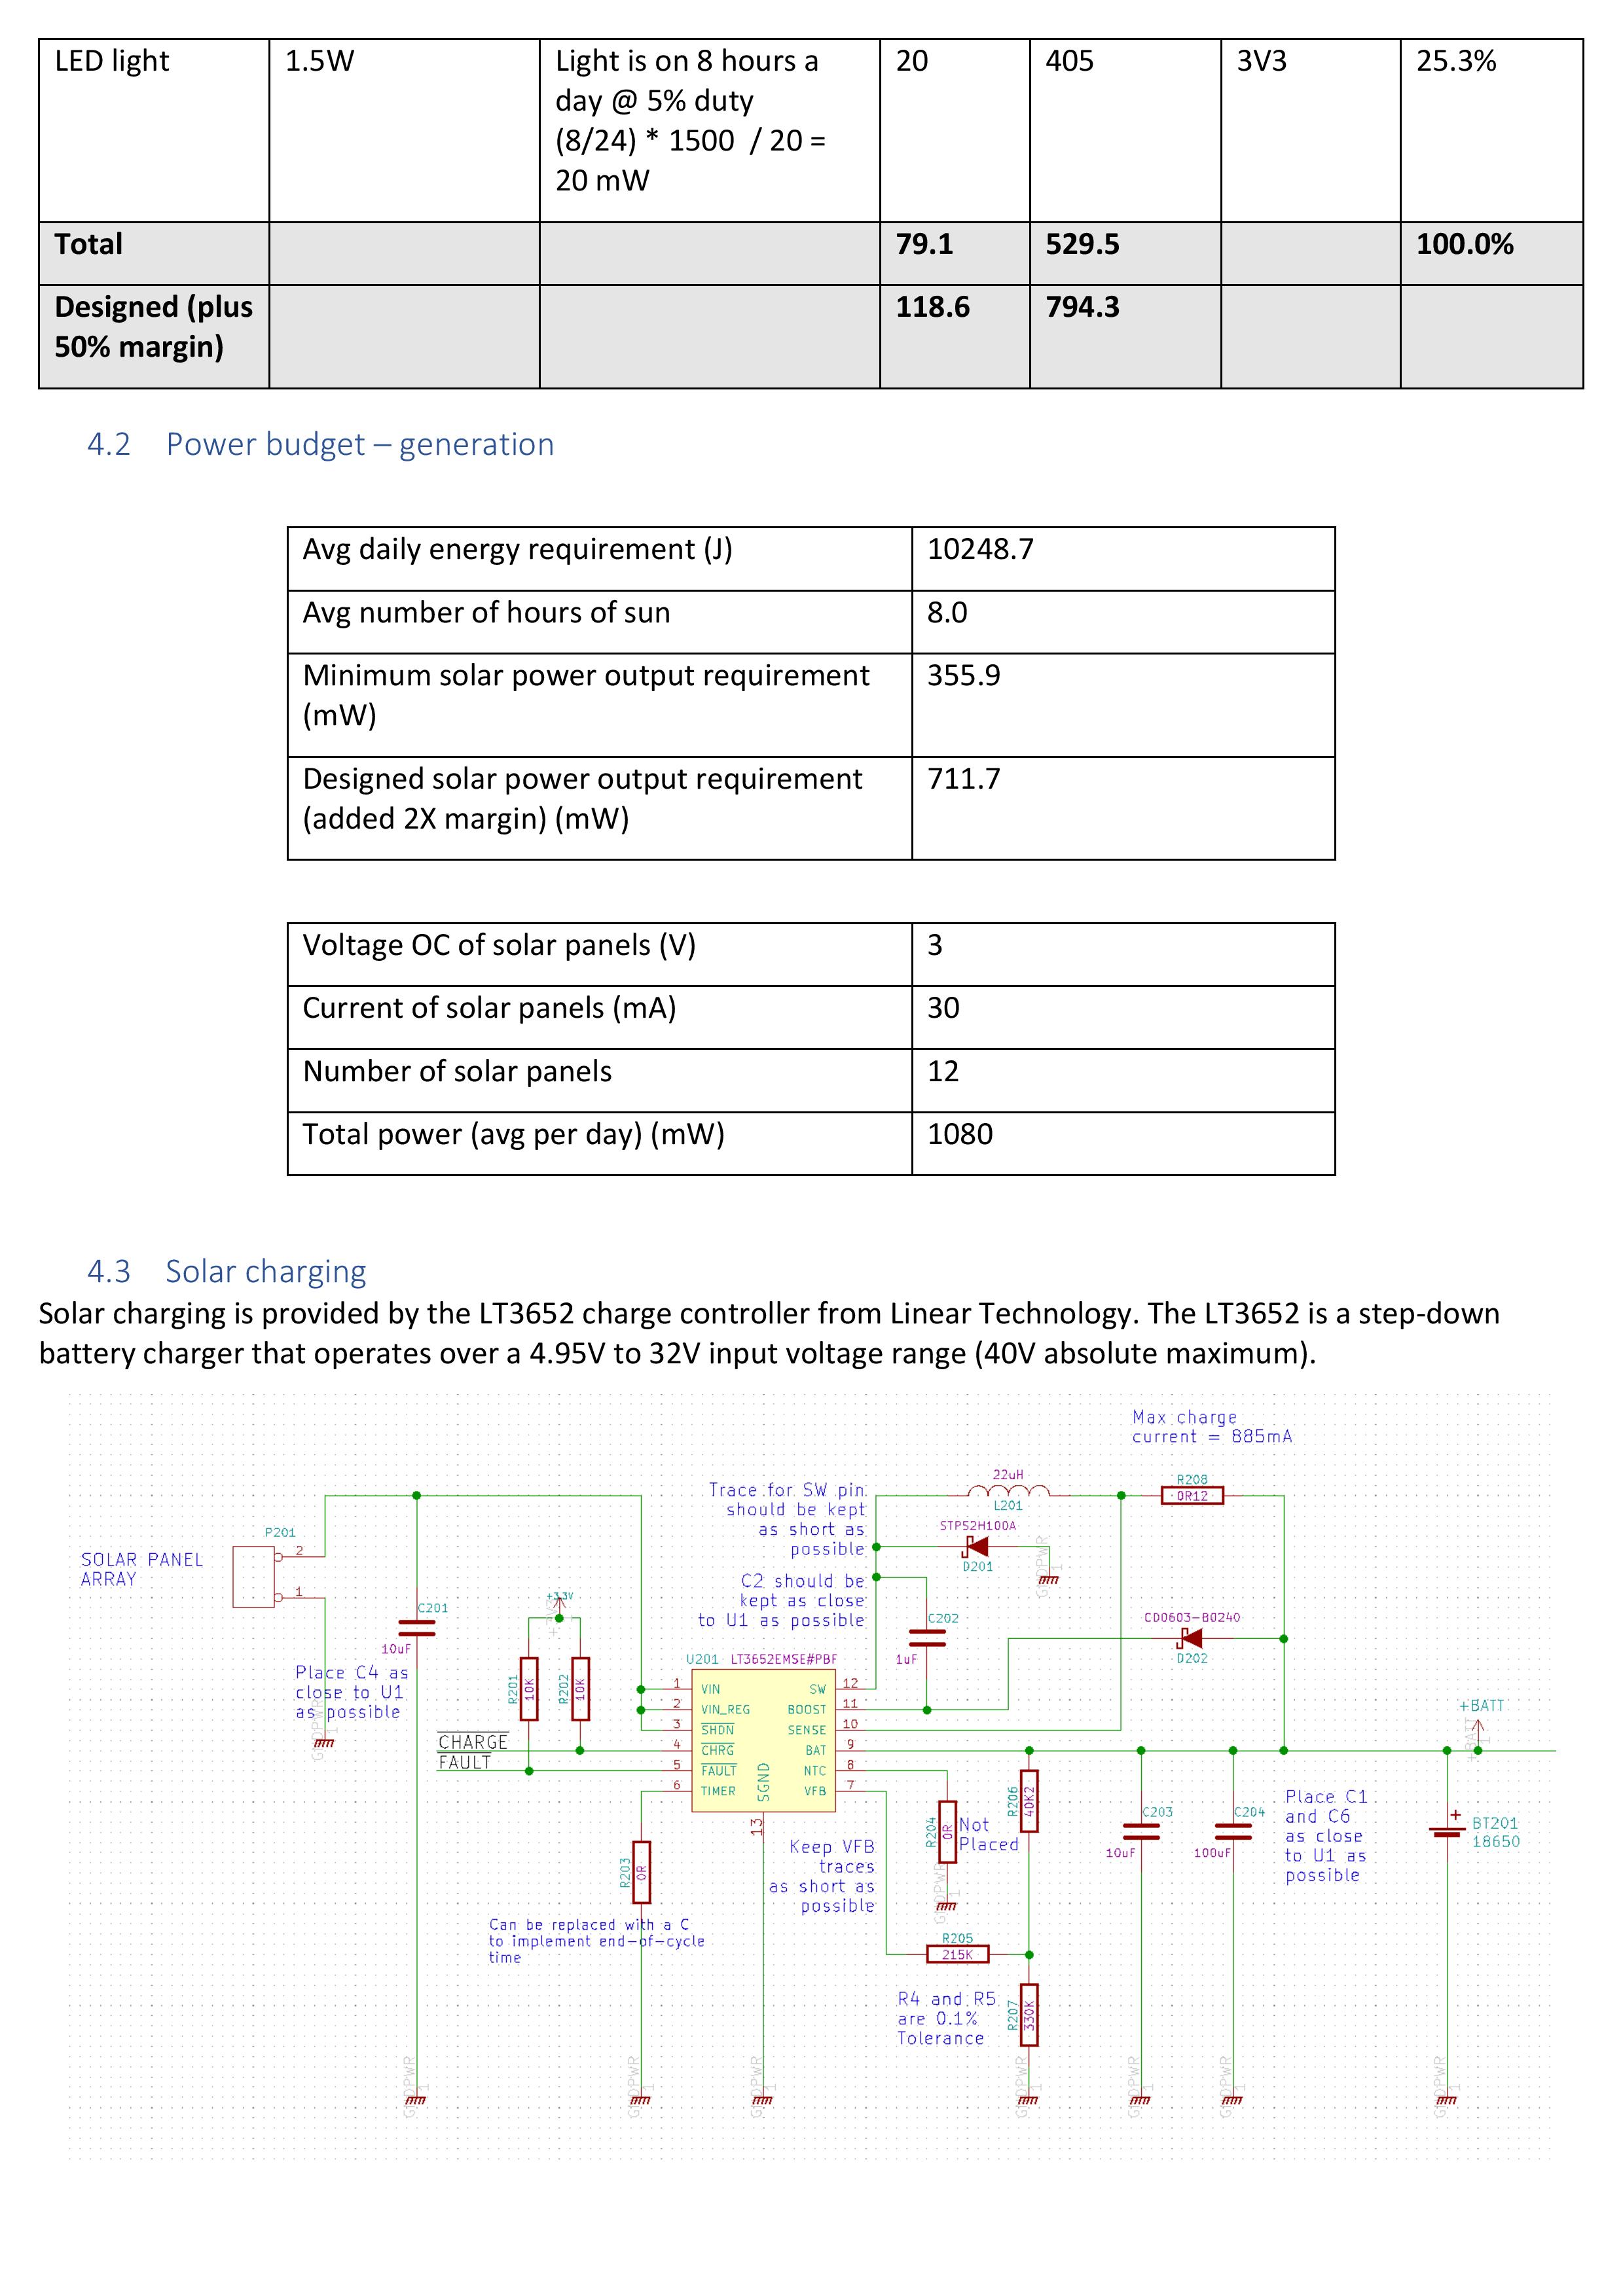 LED light
1.5W
Light is on 8 hours a
day @ 5% duty
(8/24) * 1500  / 20 =
20 mW
20
405
3V3
25.3%
Total
79.1
529.5
100.0%
Designed (plus
50% margin)
118.6
794.3
4.2 Power budget – generation
Avg daily energy requirement (J)
10248.7
Avg number of hours of sun
8.0
Minimum solar power output requirement
(mW)
355.9
Designed solar power output requirement
(added 2X margin) (mW)
711.7
Voltage OC of solar panels (V)
3
Current of solar panels (mA)
30
Number of solar panels
12
Total power (avg per day) (mW)
1080
4.3 Solar charging
Solar charging is provided by the LT3652 charge controller from Linear Technology. The LT3652 is a step-down
battery charger that operates over a 4.95V to 32V input voltage range (40V absolute maximum).
Max charge
current = 885mA
R208
0R12
22uH
L201
Trace for SW pin
should be kept
as short as
possible
STPS2H100A
D201
GNDPWR
C2 should be
kept as close
to U1 as possible
C202
1uF
CD0603-B0240
D202
P201
2
1
SOLAR PANEL
ARRAY
C201
10uF
Place C4 as
close to U1
as possible
GNDPWR
+3.3V
R201
10K
R202
10K
CHARGE
FAULT
U201
LT3652EMSE#PBF
1 VIN
2 VIN_REG
3 SHDN
4 CHRG
5 FAULT
6 TIMER
SW 12
BOOST 11
SENSE 10
BAT 9
NTC 8
VFB 7
SGND
13
+BATT
R203
0R
Can be replaced with a C
to implement end-of-cycle
time
Keep VFB
traces
as short as
possible
R204
0R
Not
Placed
GNDPWR
R206
40K2
R205
215K
R207
330K
R4 and R5
are 0.1%
Tolerance
C203
10uF
C204
100uF
Place C1
and C6
as close
to U1 as
possible
+
BT201
18650
GNDPWR
GNDPWR
GNDPWR
GNDPWR
GNDPWR
GNDPWR
GNDPWR